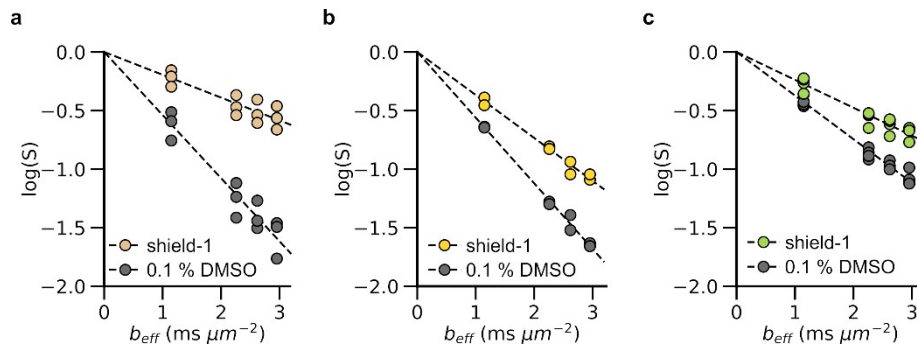 a
0.0
−0.5
−1.0
−1.5
−2.0
log(S)
shield-1
0.1 % DMSO
0 1 2 3
b_eff (ms μm⁻²)
b
0.0
−0.5
−1.0
−1.5
−2.0
log(S)
shield-1
0.1 % DMSO
0 1 2 3
b_eff (ms μm⁻²)
c
0.0
−0.5
−1.0
−1.5
−2.0
log(S)
shield-1
0.1 % DMSO
0 1 2 3
b_eff (ms μm⁻²)